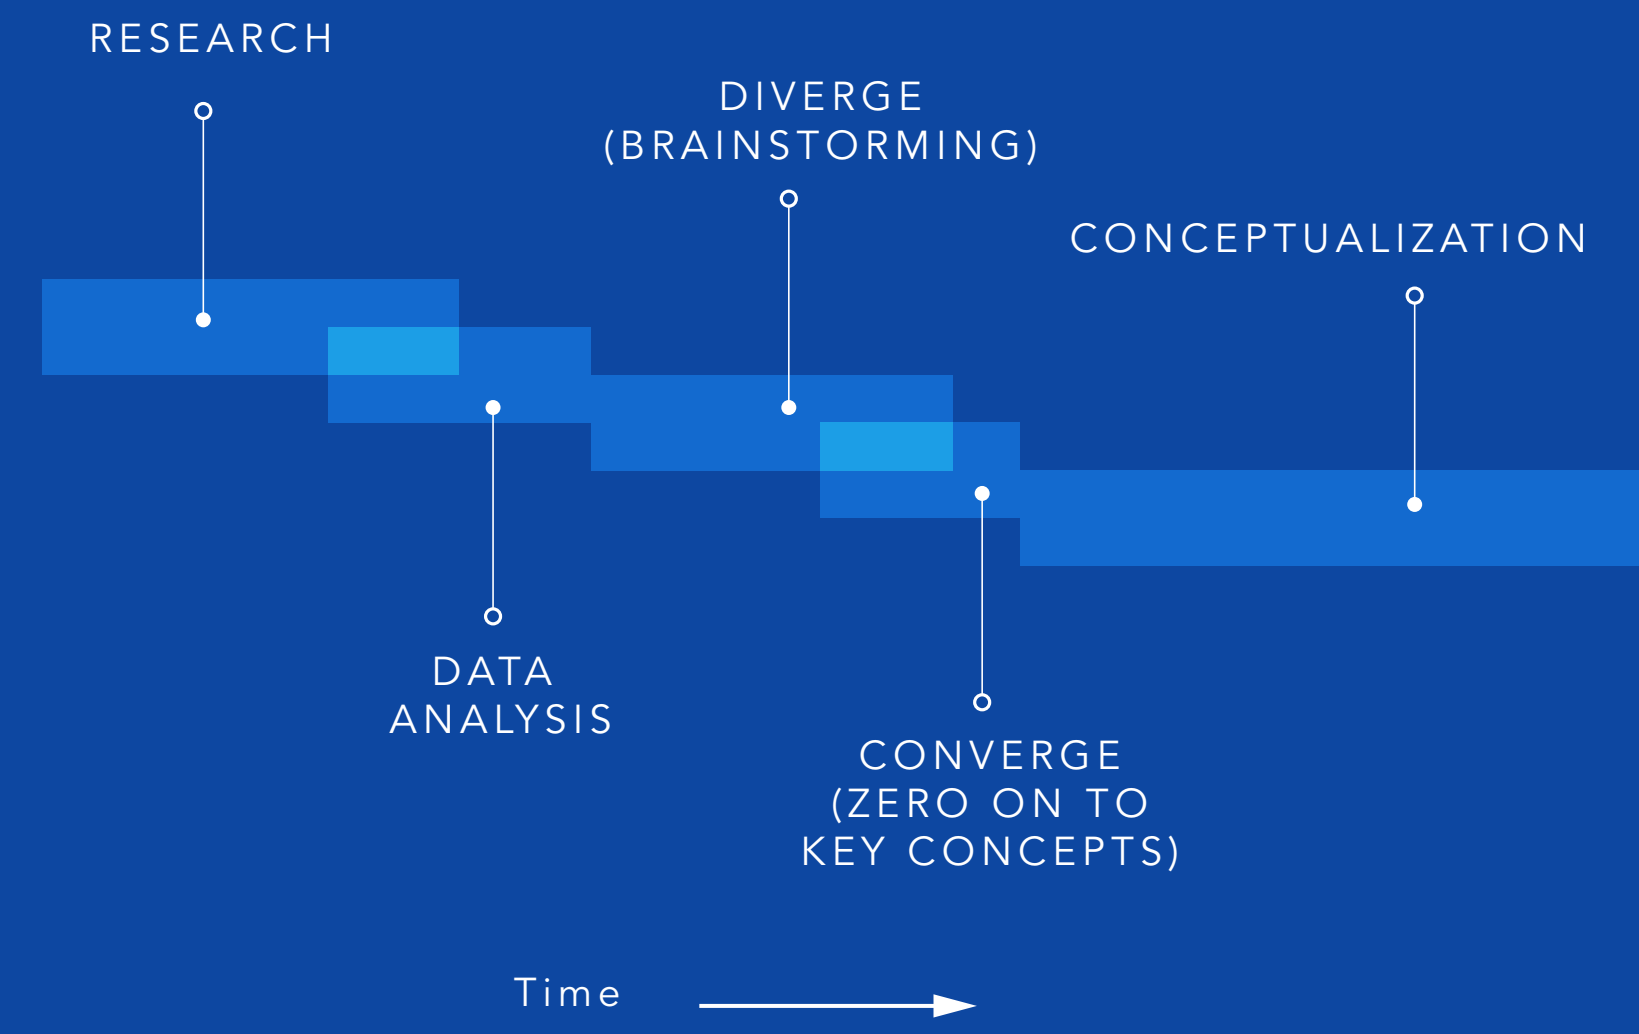 RESEARCH
DIVERGE
(BRAINSTORMING)
CONCEPTUALIZATION
DATA
ANALYSIS
CONVERGE
(ZERO ON TO
KEY CONCEPTS)
Time